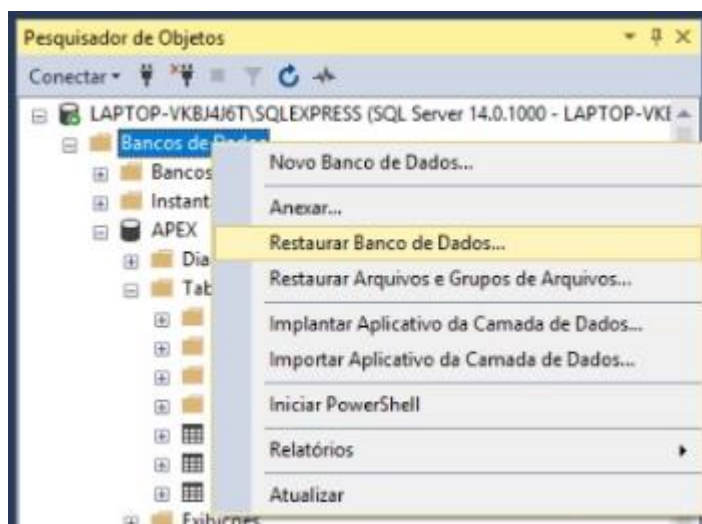 Pesquisador de Objetos
Conectar
LAPTOP-VKBJ4J6T\SQLEXPRESS (SQL Server 14.0.1000 - LAPTOP-VKE
Bancos de Dados
Novo Banco de Dados...
Bancos
Instant
Anexar...
APEX
Restaurar Banco de Dados...
Dia
Restaurar Arquivos e Grupos de Arquivos...
Tab
Implantar Aplicativo da Camada de Dados...
Importar Aplicativo da Camada de Dados...
Iniciar PowerShell
Relatórios
Atualizar
Exibições